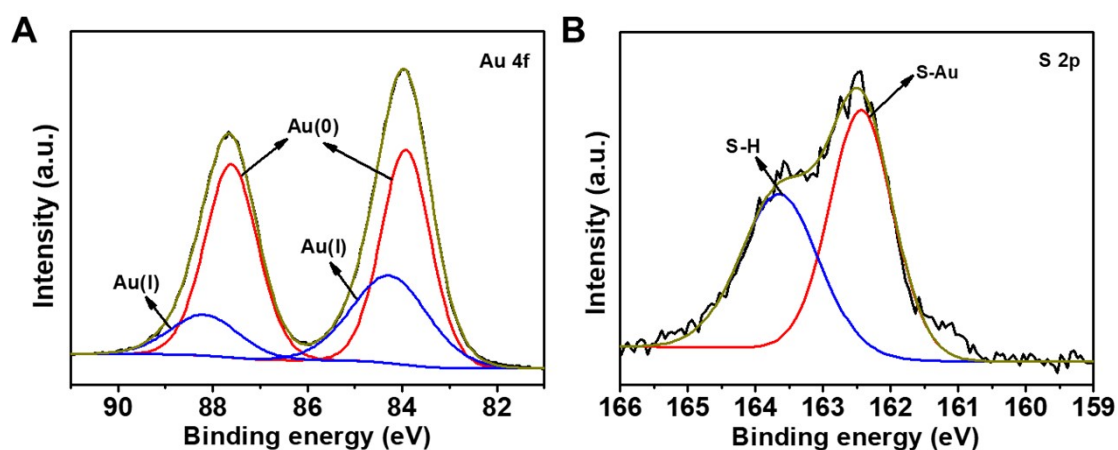 A
Au 4f
Au(0)
Au(I)
Au(I)
Intensity (a.u.)
90 88 86 84 82
Binding energy (eV)
B
S 2p
S-Au
S-H
Intensity (a.u.)
166 165 164 163 162 161 160 159
Binding energy (eV)